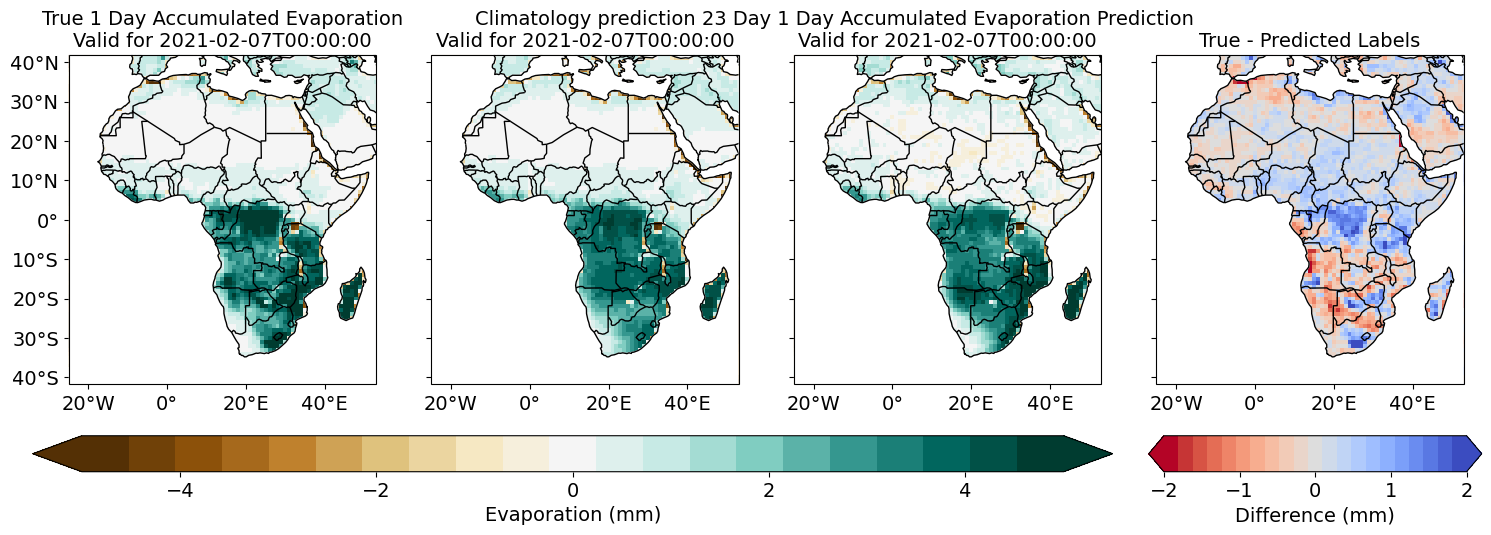 True 1 Day Accumulated Evaporation
Valid for 2021-02-07T00:00:00
Climatology prediction 23 Day 1 Day Accumulated Evaporation Prediction
Valid for 2021-02-07T00:00:00
Valid for 2021-02-07T00:00:00
True - Predicted Labels
40°N
30°N
20°N
10°N
0°
10°S
20°S
30°S
40°S
20°W 0° 20°E 40°E
20°W 0° 20°E 40°E
20°W 0° 20°E 40°E
20°W 0° 20°E 40°E
−4 −2 0 2 4
Evaporation (mm)
−2 −1 0 1 2
Difference (mm)